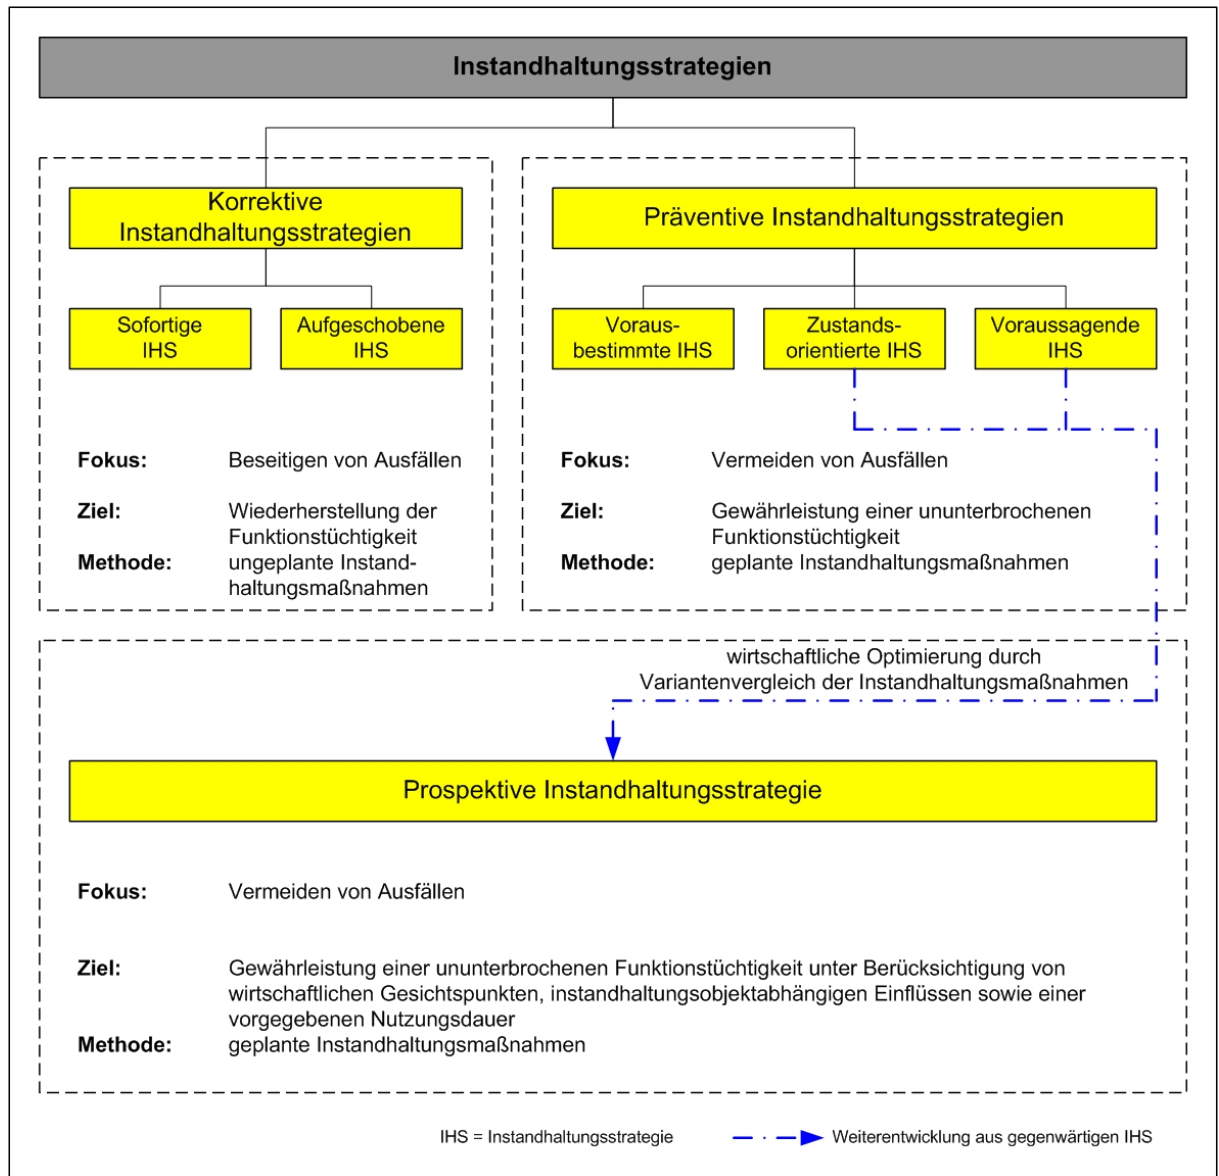 Instandhaltungsstrategien
Korrektive
Instandhaltungsstrategien
Sofortige
IHS
Aufgeschobene
IHS
Fokus: Beseitigen von Ausfällen
Ziel: Wiederherstellung der
Funktionstüchtigkeit
Methode: ungeplante Instand-
haltungsmaßnahmen
Präventive Instandhaltungsstrategien
Voraus-
bestimmte IHS
Zustands-
orientierte IHS
Voraussagende
IHS
Fokus: Vermeiden von Ausfällen
Ziel: Gewährleistung einer ununterbrochenen
Funktionstüchtigkeit
Methode: geplante Instandhaltungsmaßnahmen
wirtschaftliche Optimierung durch
Variantenvergleich der Instandhaltungsmaßnahmen
Prospektive Instandhaltungsstrategie
Fokus: Vermeiden von Ausfällen
Ziel: Gewährleistung einer ununterbrochenen Funktionstüchtigkeit unter Berücksichtigung von
wirtschaftlichen Gesichtspunkten, instandhaltungsobjektabhängigen Einflüssen sowie einer
vorgegebenen Nutzungsdauer
Methode: geplante Instandhaltungsmaßnahmen
IHS = Instandhaltungsstrategie
Weiterentwicklung aus gegenwärtigen IHS